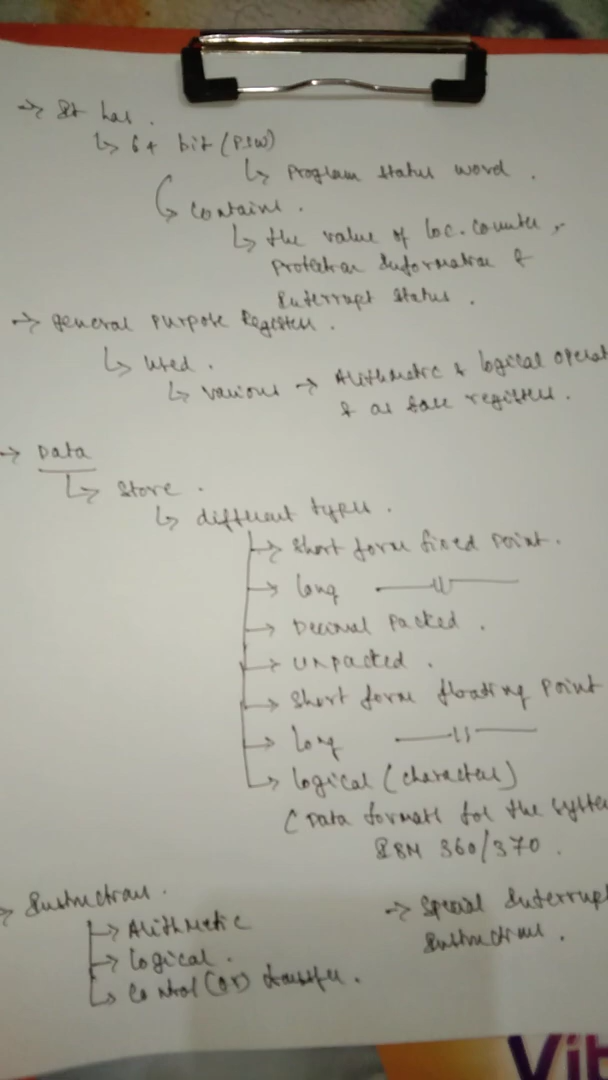 → It has.
↳ 64 bit (PSW)
↳ Program status word.
↳ contains.
↳ the value of loc. counter,
Protection Information &
Interrupt status.
→ General Purpose Registers.
↳ used.
↳ various → Arithmetic & logical operat
& as base registers.
→ Data
↳ Store.
↳ different types.
→ Short form fixed point.
→ long —〃—
→ Decimal Packed.
→ unpacked.
→ Short form floating Point
→ Long —〃—
↳ logical (characters)
(Data formats for the system
IBM 360/370.
→ Instructions.
→ Arithmetic
→ Logical.
↳ Control (or) transfer.
→ Special Interrupt
Instructions.
Vib